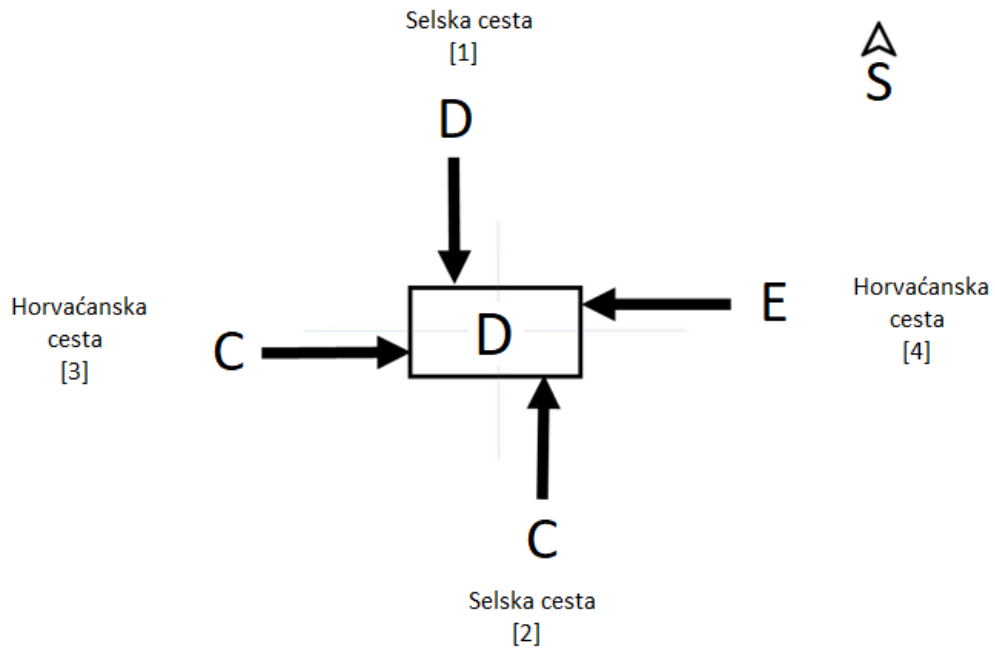 Selska cesta
[1]
S
D
Horvaćanska
cesta
[3]
C
D
E
Horvaćanska
cesta
[4]
C
Selska cesta
[2]